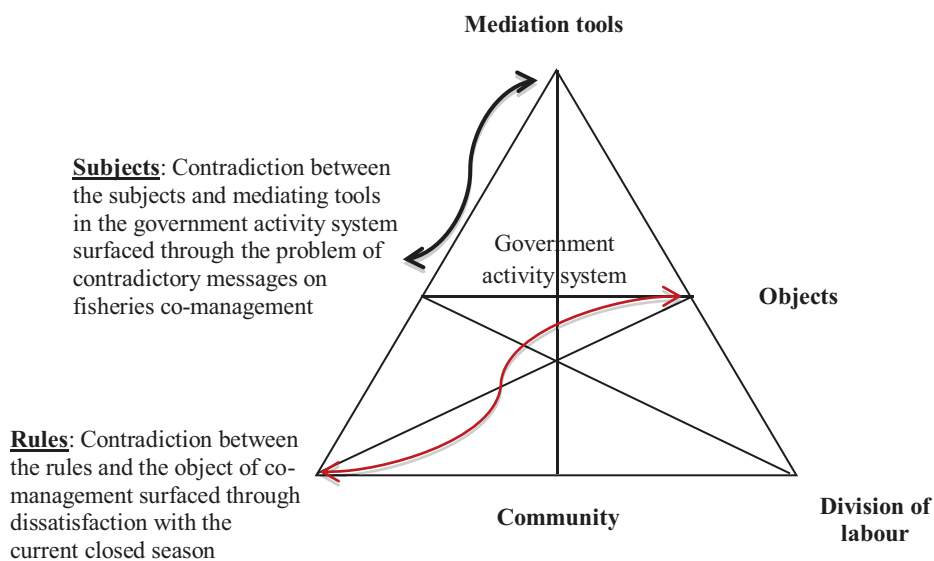 Mediation tools
Subjects: Contradiction between
the subjects and mediating tools
in the government activity system
surfaced through the problem of
contradictory messages on
fisheries co-management
Government
activity system
Objects
Rules: Contradiction between
the rules and the object of co-
management surfaced through
dissatisfaction with the
current closed season
Community
Division of
labour